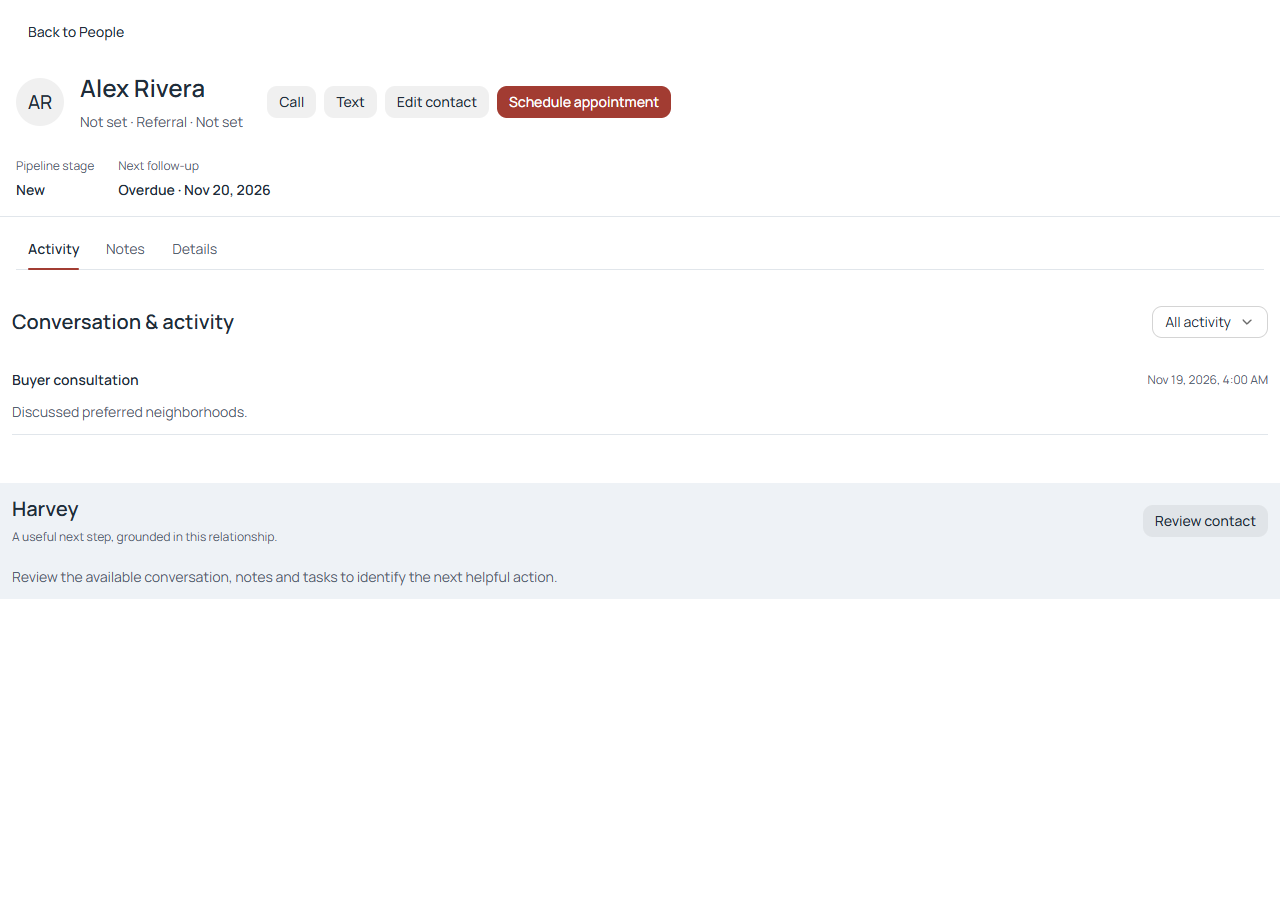 Back to People
AR
Alex Rivera
Not set · Referral · Not set
Call
Text
Edit contact
Schedule appointment
Pipeline stage
New
Next follow-up
Overdue · Nov 20, 2026
Activity
Notes
Details
Conversation & activity
All activity
Buyer consultation
Nov 19, 2026, 4:00 AM
Discussed preferred neighborhoods.
Harvey
A useful next step, grounded in this relationship.
Review contact
Review the available conversation, notes and tasks to identify the next helpful action.